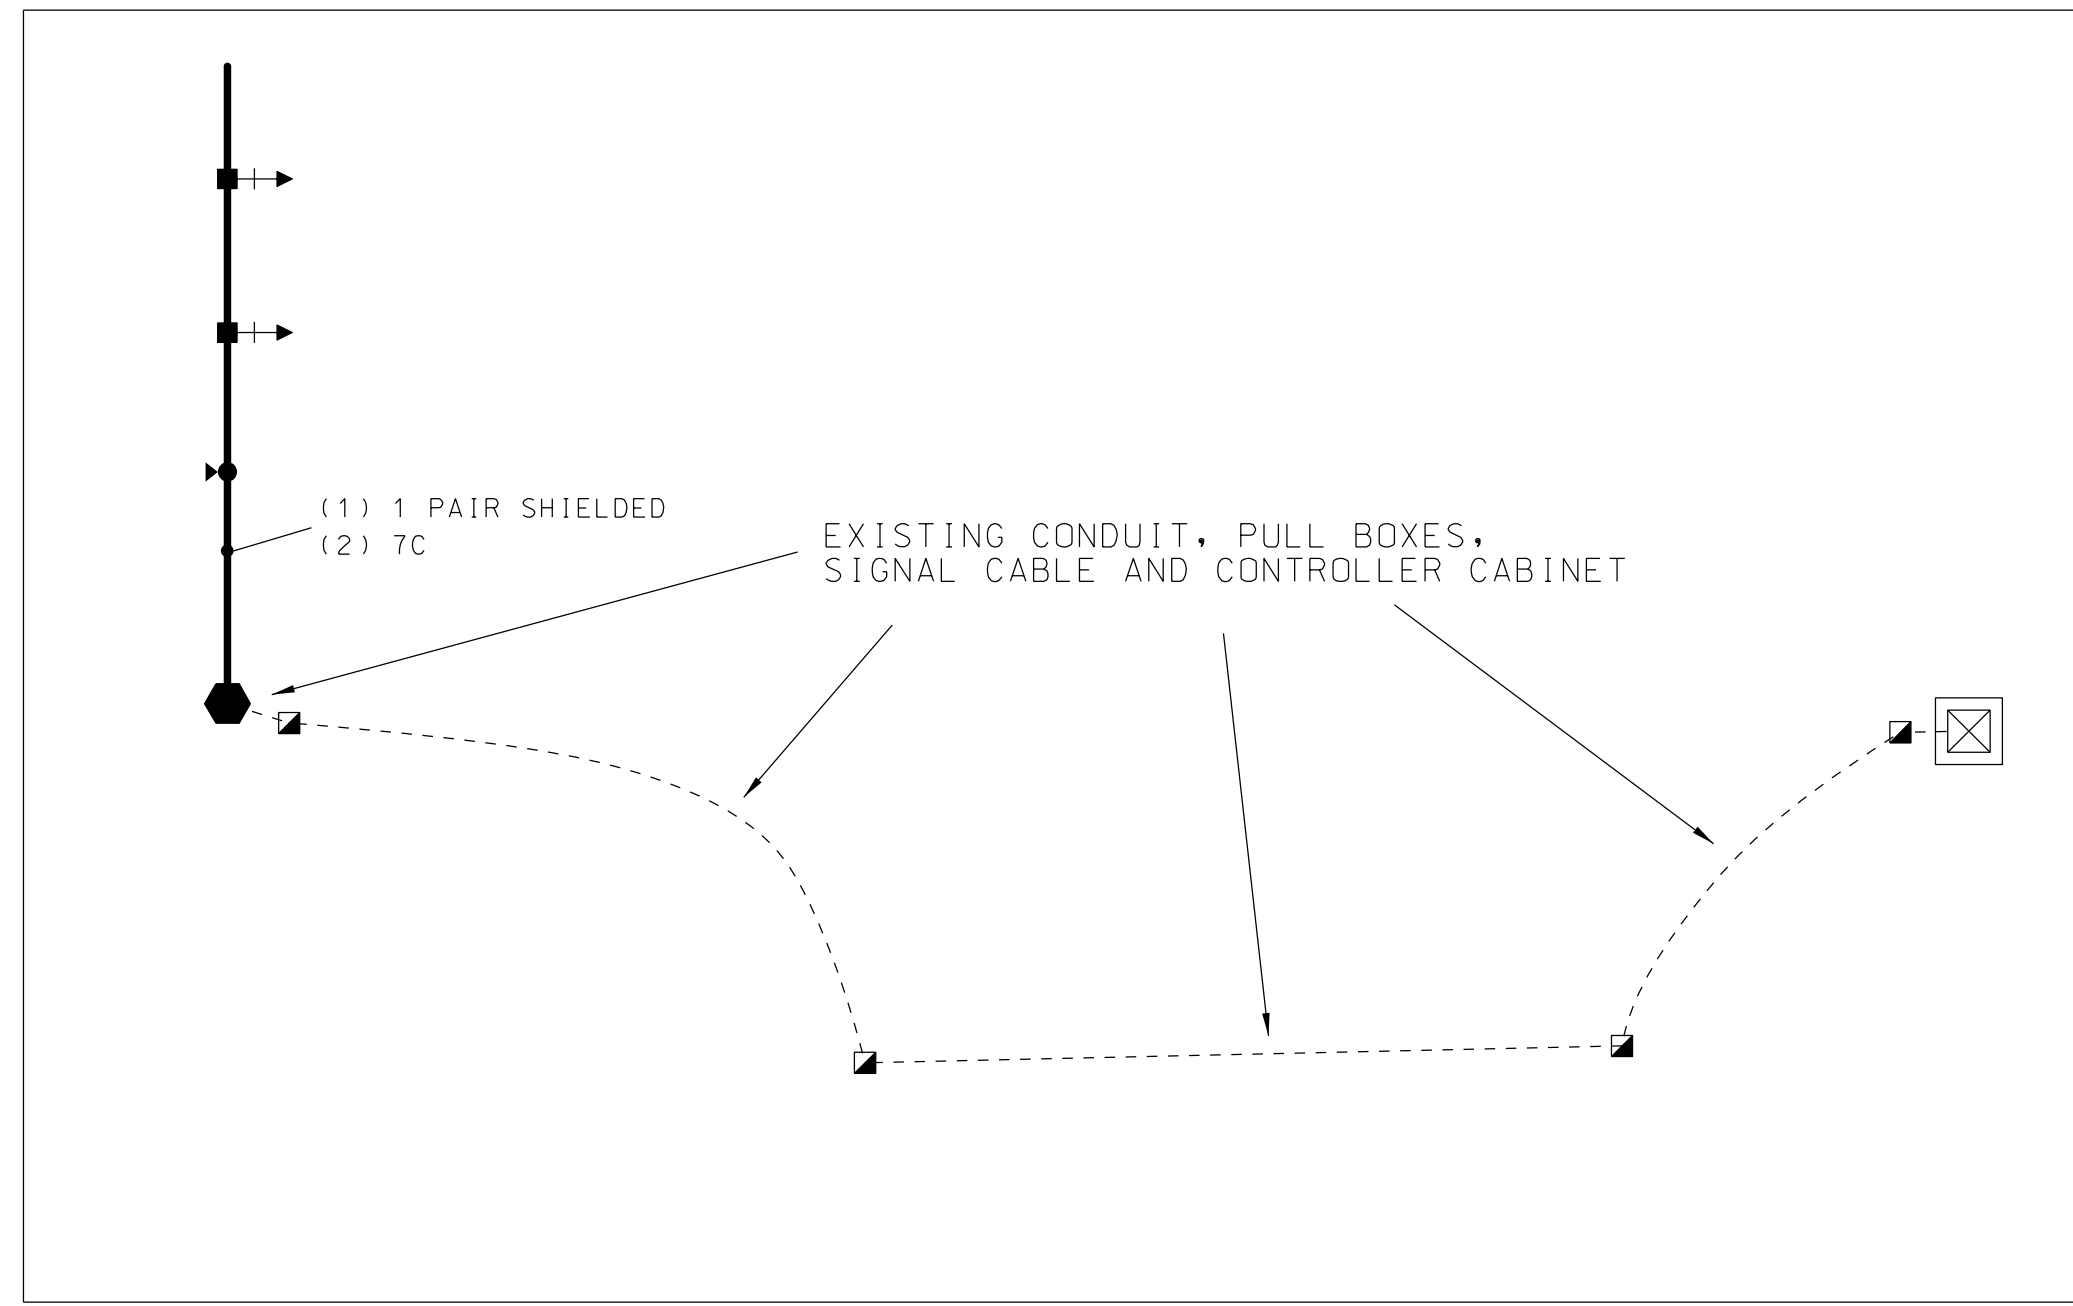 (1) 1 PAIR SHIELDED
(2) 7C
EXISTING CONDUIT, PULL BOXES,
SIGNAL CABLE AND CONTROLLER CABINET